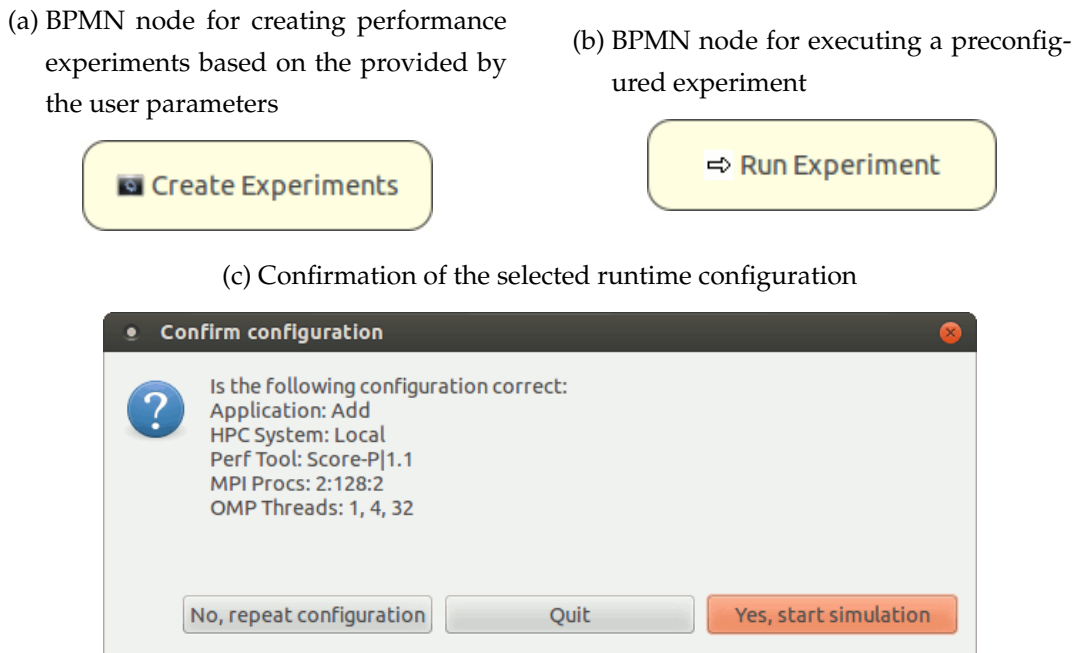 (a) BPMN node for creating performance
experiments based on the provided by
the user parameters
Create Experiments
(b) BPMN node for executing a preconfig-
ured experiment
Run Experiment
(c) Confirmation of the selected runtime configuration
Confirm configuration
Is the following configuration correct:
Application: Add
HPC System: Local
Perf Tool: Score-P|1.1
MPI Procs: 2:128:2
OMP Threads: 1, 4, 32
No, repeat configuration
Quit
Yes, start simulation